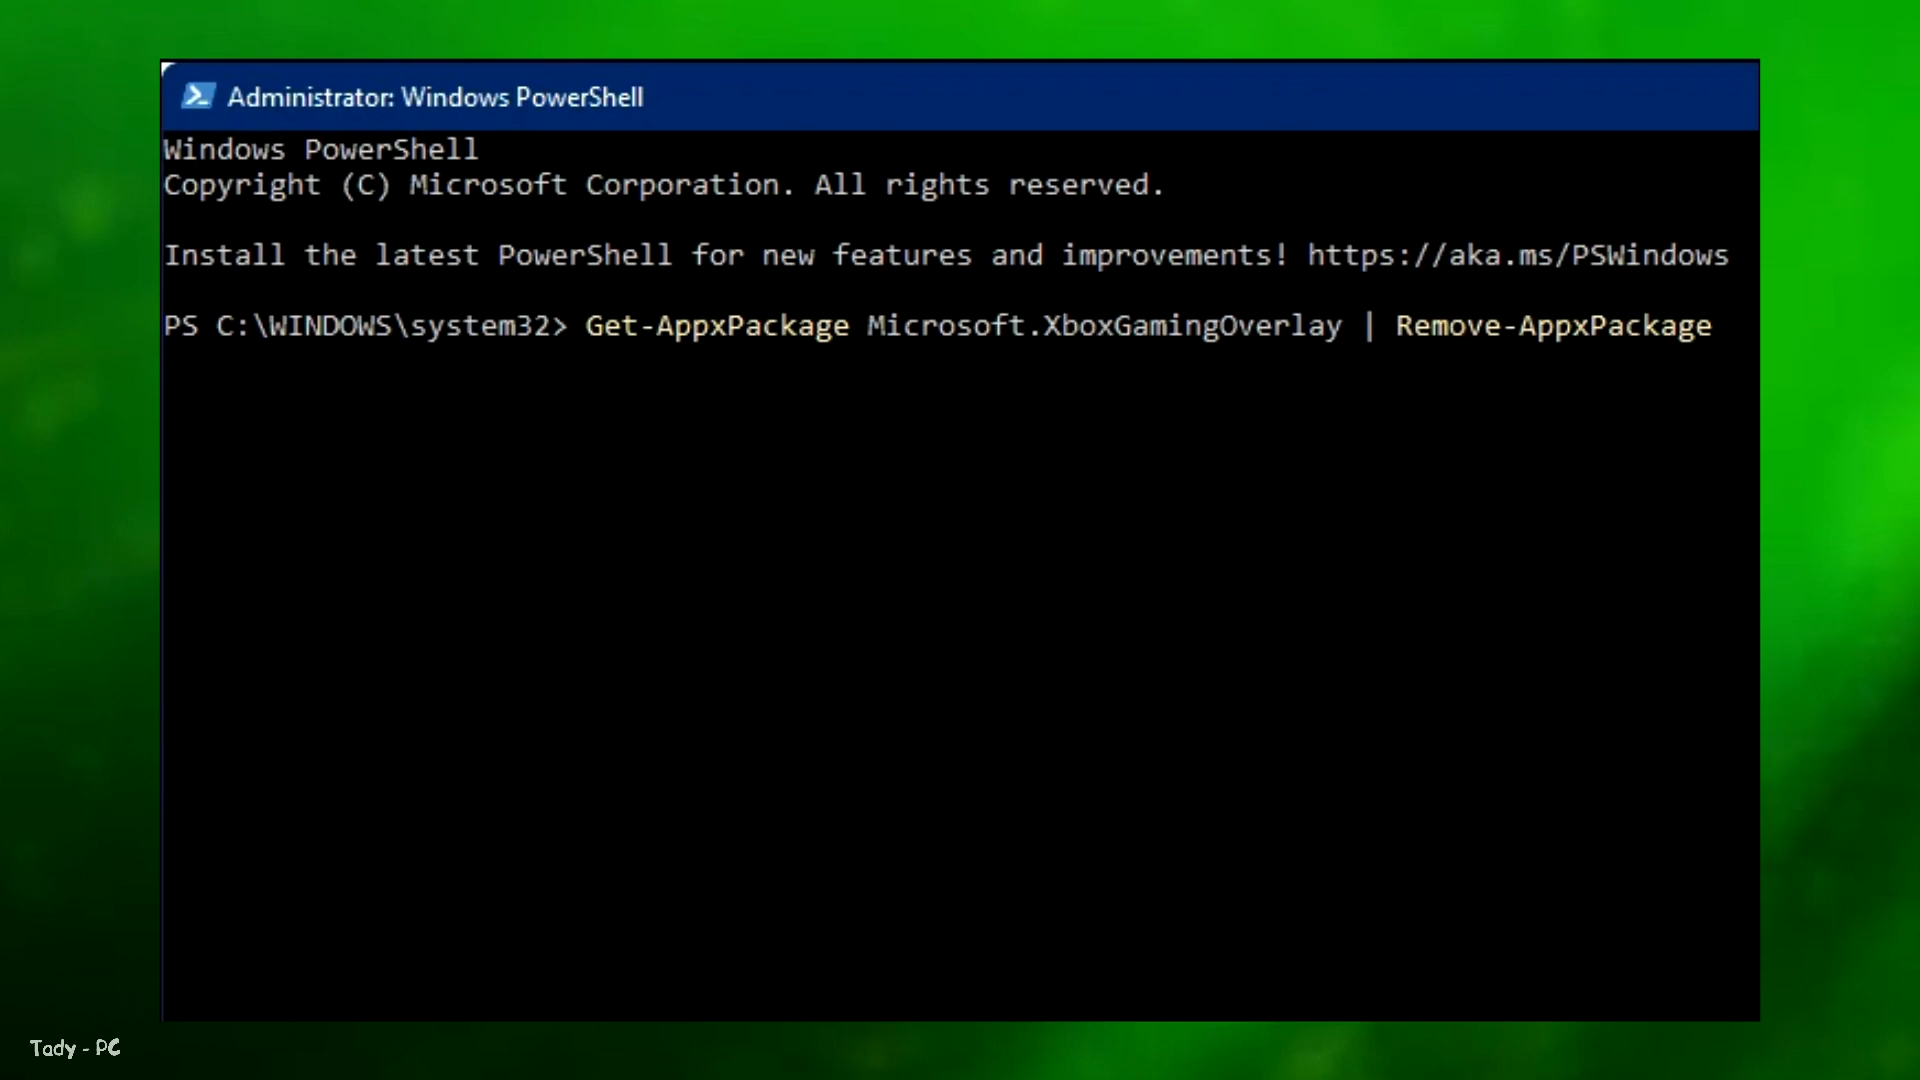 Administrator: Windows PowerShell
Windows PowerShell
Copyright (C) Microsoft Corporation. All rights reserved.
Install the latest PowerShell for new features and improvements! https://aka.ms/PSWindows
PS C:\WINDOWS\system32> Get-AppxPackage Microsoft.XboxGamingOverlay | Remove-AppxPackage
Tady - PC